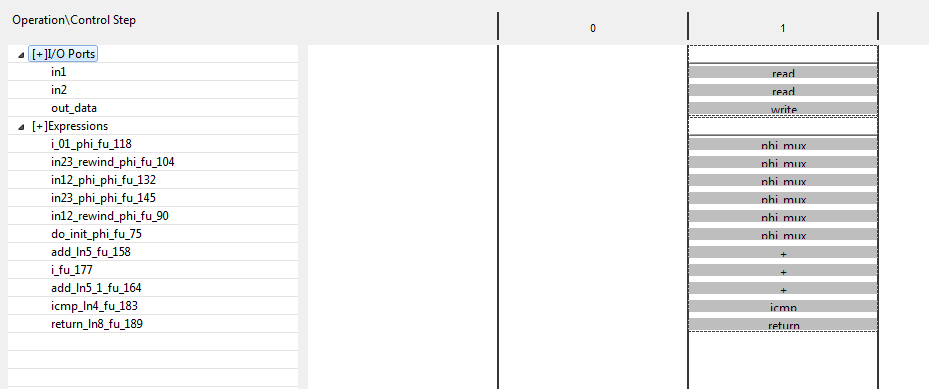 Operation\Control Step 0 1
[+]I/O Ports
in1 read
in2 read
out_data write
[+]Expressions
i_01_phi_fu_118 phi_mux
in23_rewind_phi_fu_104 phi_mux
in12_phi_phi_fu_132 phi_mux
in23_phi_phi_fu_145 phi_mux
in12_rewind_phi_fu_90 phi_mux
do_init_phi_fu_75 phi_mux
add_ln5_fu_158 +
i_fu_177 +
add_ln5_1_fu_164 +
icmp_ln4_fu_183 icmp
return_ln8_fu_189 return